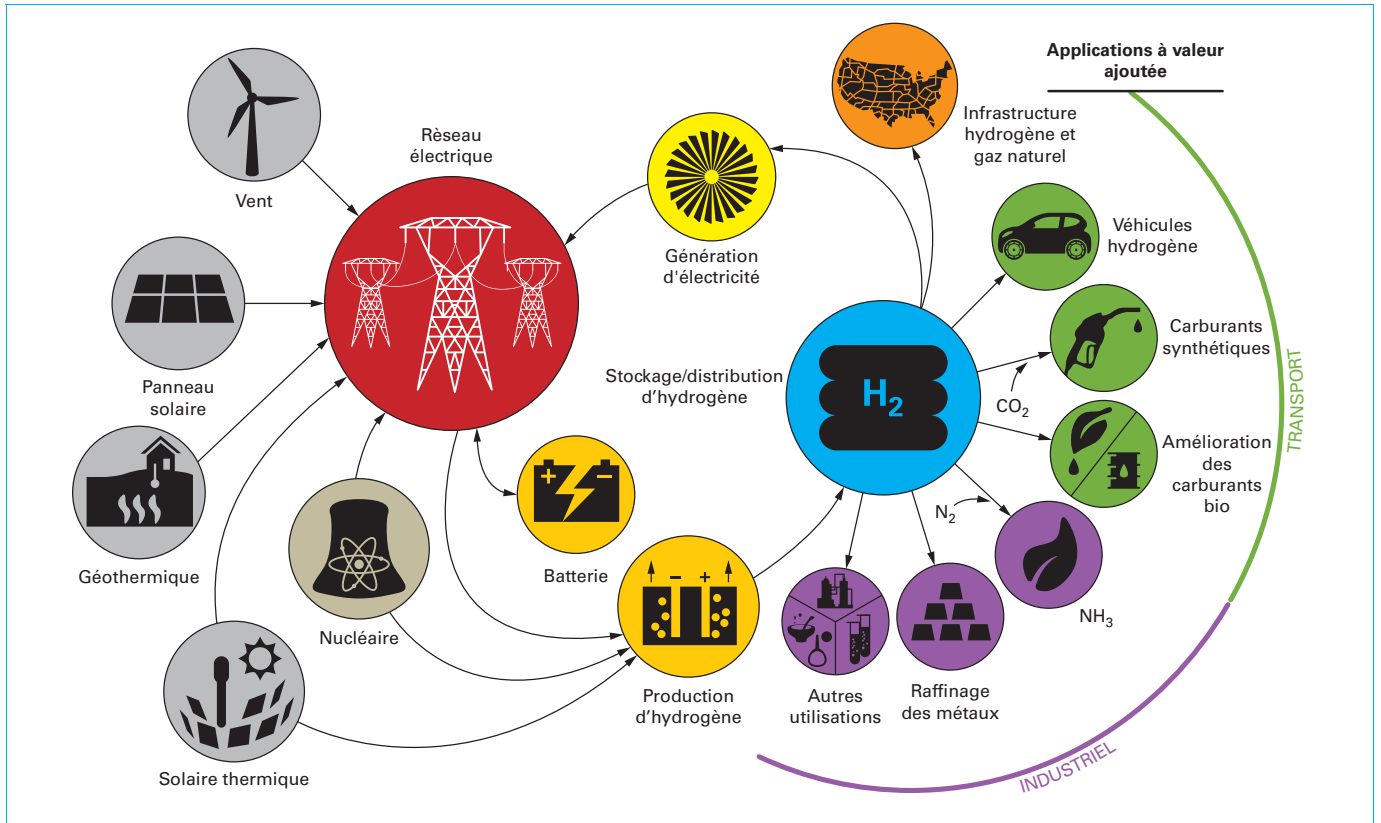 Applications à valeur
ajoutée
Vent
Rèseau
électrique
Génération
d'électricité
Infrastructure
hydrogène et
gaz naturel
Véhicules
hydrogène
Panneau
solaire
Stockage/distribution
d'hydrogène
H2
Carburants
synthétiques
CO2
TRANSPORT
Amélioration
des
carburants
bio
Géothermique
+
−
Batterie
N2
NH3
Nucléaire
−
+
Production
d'hydrogène
Autres
utilisations
Raffinage
des métaux
INDUSTRIEL
Solaire thermique